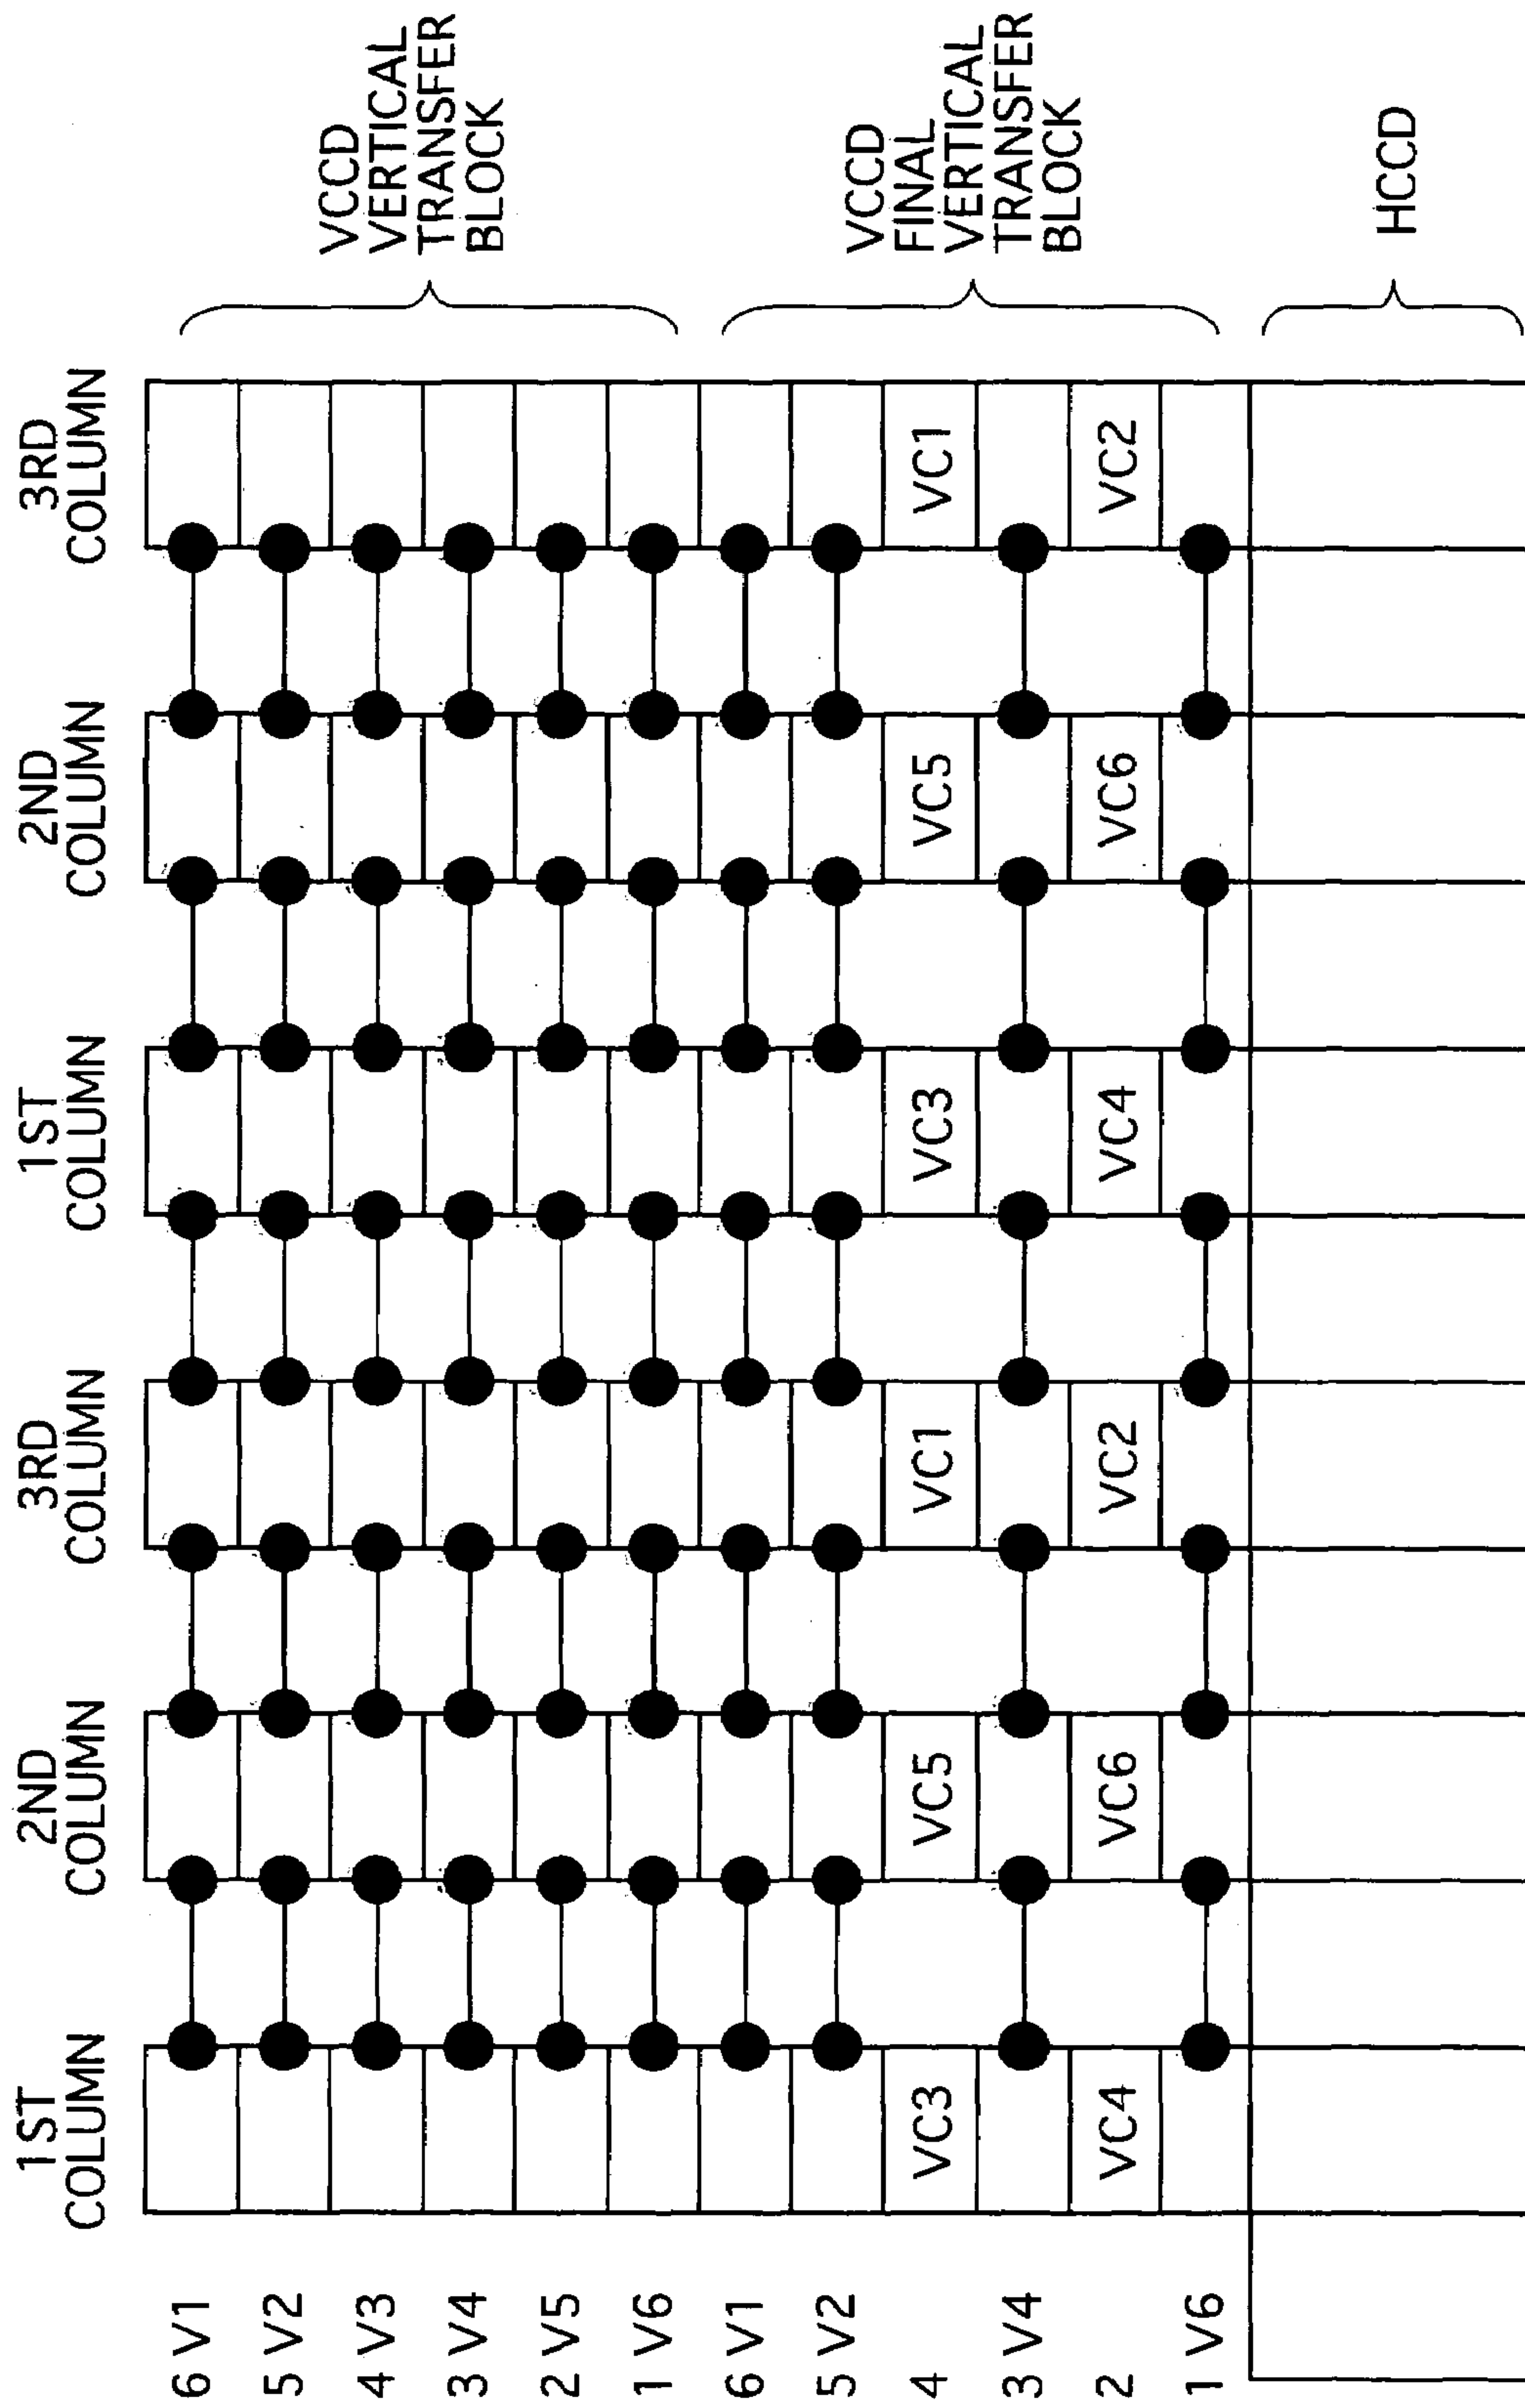 1ST
COLUMN
2ND
COLUMN
3RD
COLUMN
1ST
COLUMN
2ND
COLUMN
3RD
COLUMN
6 V1
5 V2
4 V3
3 V4
2 V5
1 V6
VCCD
VERTICAL
TRANSFER
BLOCK
6 V1
5 V2
4 VC3 VC5 VC1 VC3 VC5 VC1
3 V4
2 VC4 VC6 VC2 VC4 VC6 VC2
1 V6
VCCD
FINAL
VERTICAL
TRANSFER
BLOCK
HCCD